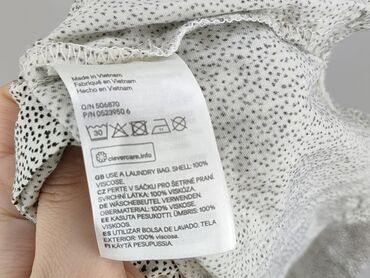 Made in Vietnam
Fabriqué en Vietnam
Hecho en Vietnam
O/N 506870
P/N 0523950 6
30
clevercare.info
GB USE A LAUNDRY BAG. SHELL: 100%
VISCOSE.
CZ PERTE V SÁČKU PRO ŠETRNÉ PRANÍ.
SVRCHNÍ LÁTKA: 100% VISKÓZA.
DE WÄSCHEBEUTEL VERWENDEN.
OBERMATERIAL: 100% VISKOSE.
EE KASUTA PESUKOTTI. ÜMBRIS: 100%
VISKOOS.
ES UTILIZAR BOLSA DE LAVADO. TELA
EXTERIOR: 100% viscosa.
FI KÄYTÄ PESUPUSSIA.